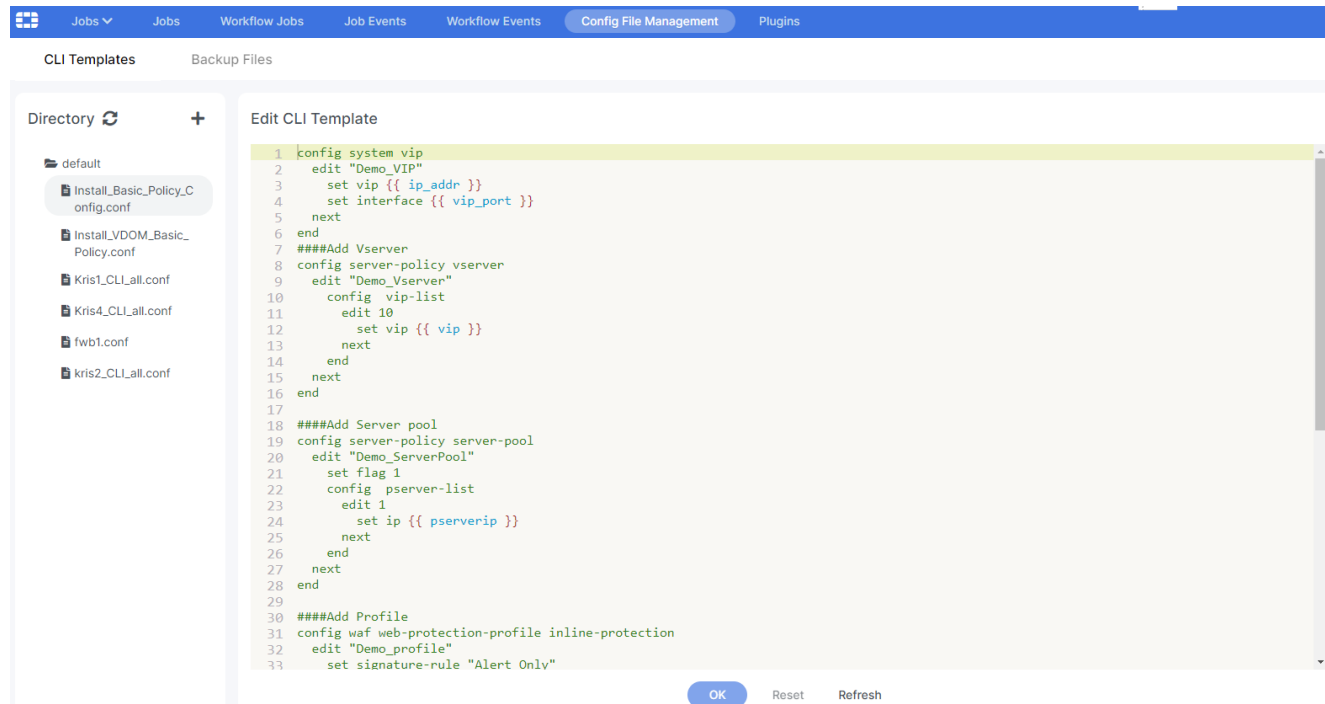 Jobs Jobs Workflow Jobs Job Events Workflow Events Config File Management Plugins
CLI Templates Backup Files
Directory +
default
Install_Basic_Policy_C
onfig.conf
Install_VDOM_Basic_
Policy.conf
Kris1_CLI_all.conf
Kris4_CLI_all.conf
fwb1.conf
kris2_CLI_all.conf
Edit CLI Template
1 config system vip
2   edit "Demo_VIP"
3     set vip {{ ip_addr }}
4     set interface {{ vip_port }}
5   next
6 end
7 ####Add Vserver
8 config server-policy vserver
9   edit "Demo_Vserver"
10     config  vip-list
11       edit 10
12         set vip {{ vip }}
13       next
14     end
15   next
16 end
17
18 ####Add Server pool
19 config server-policy server-pool
20   edit "Demo_ServerPool"
21     set flag 1
22     config  pserver-list
23       edit 1
24         set ip {{ pserverip }}
25       next
26     end
27   next
28 end
29
30 ####Add Profile
31 config waf web-protection-profile inline-protection
32   edit "Demo_profile"
33     set signature-rule "Alert Only"
OK Reset Refresh